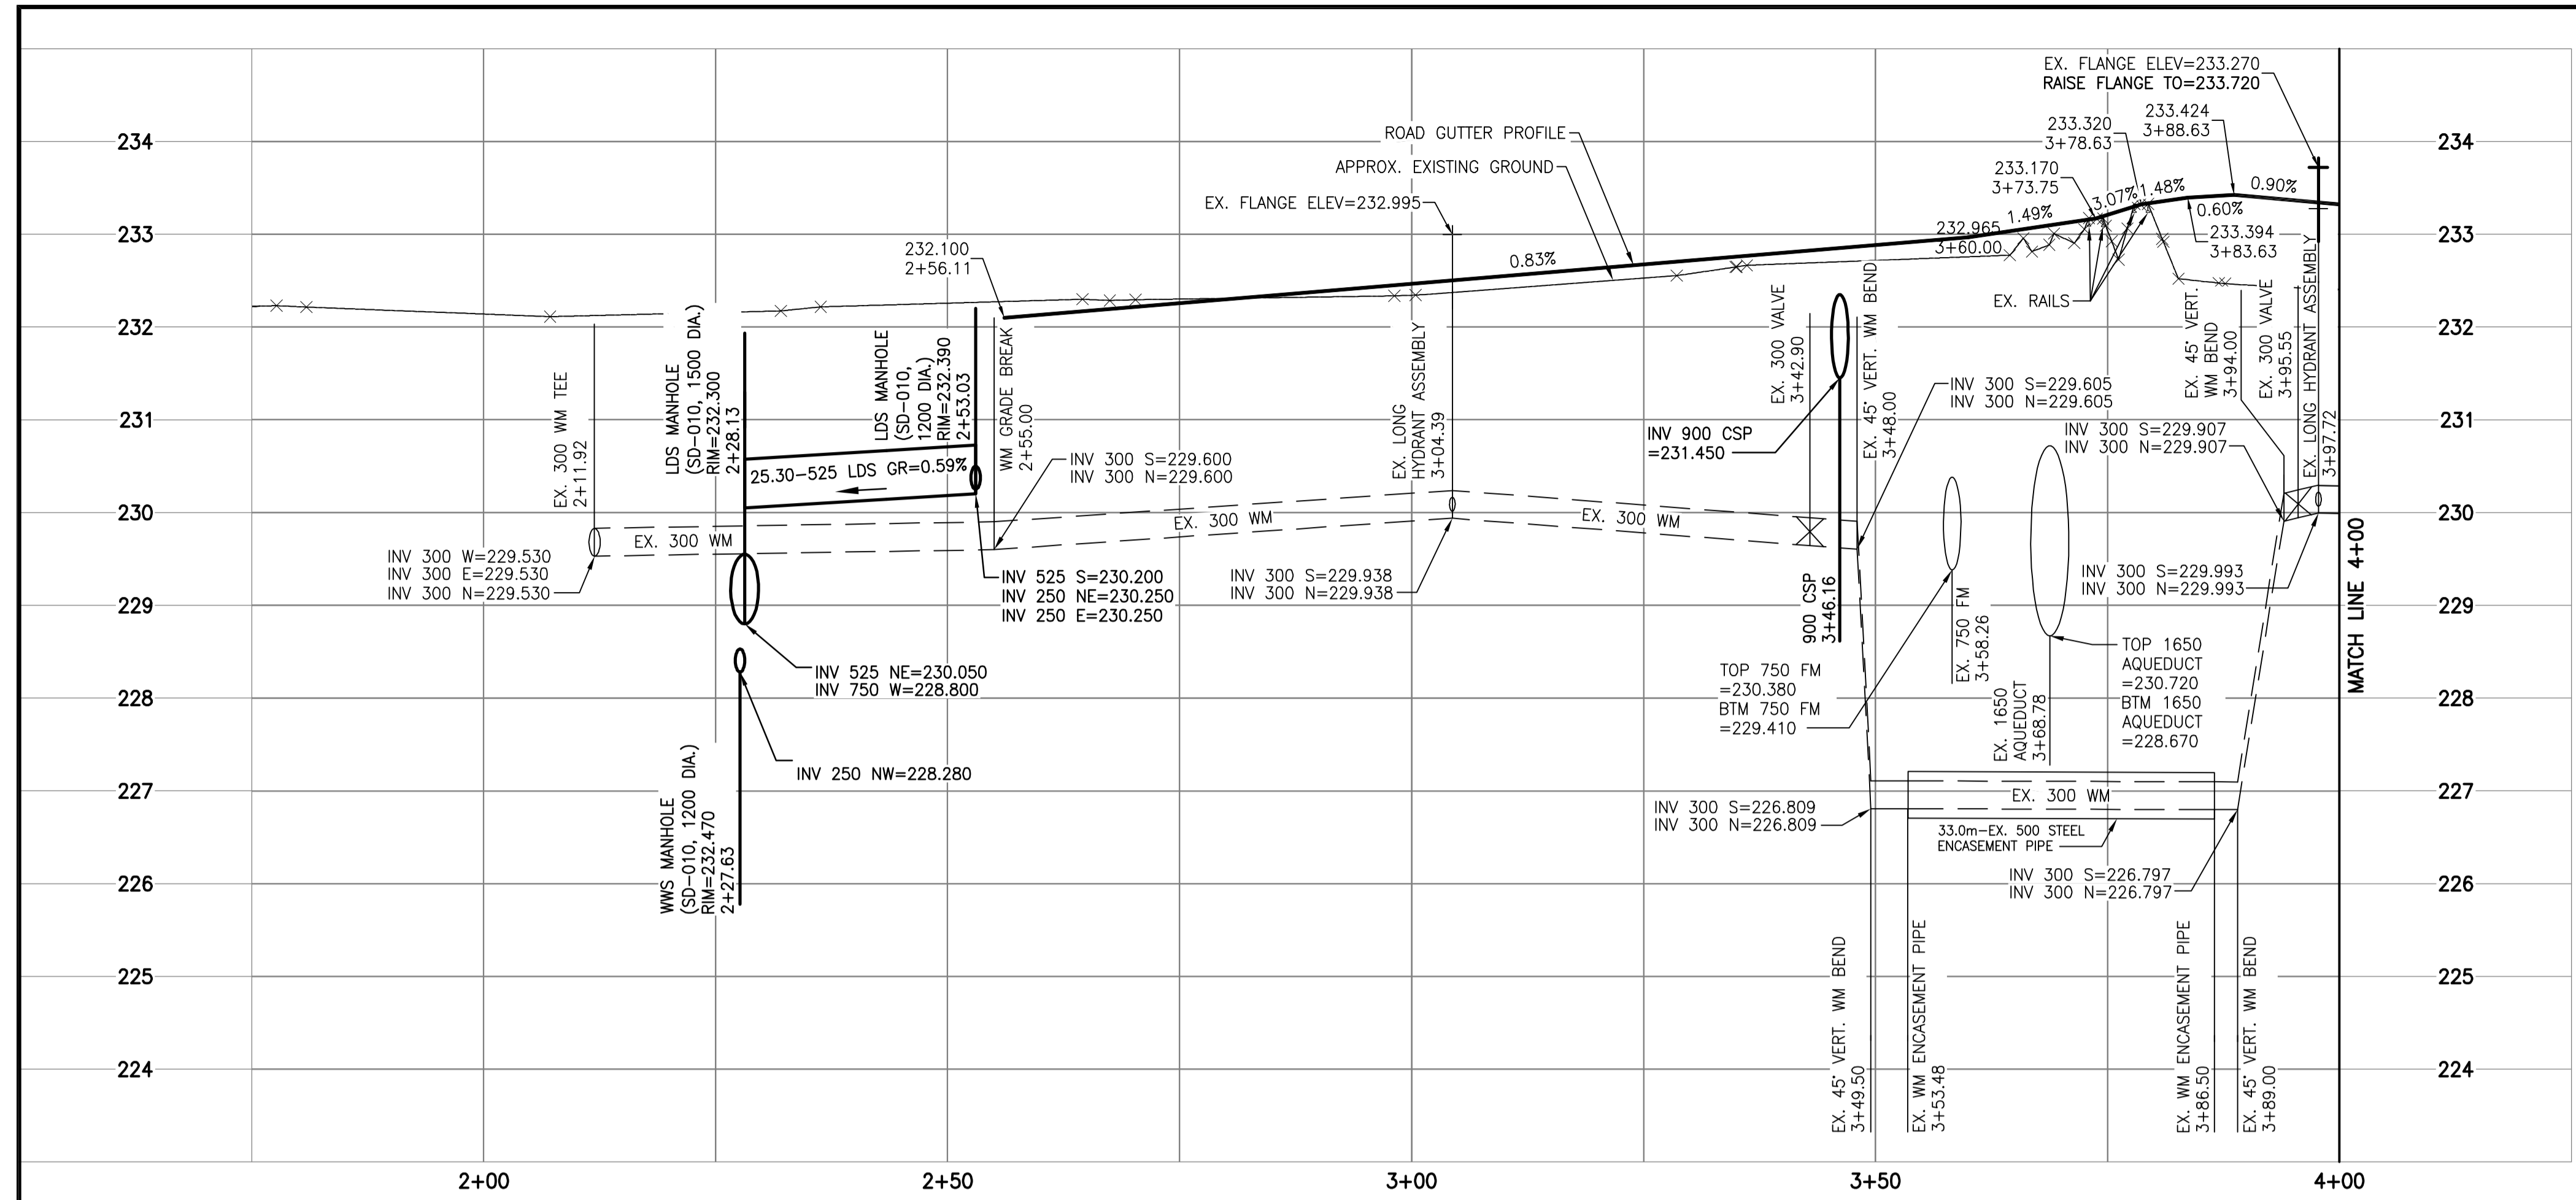 EX. FLANGE ELEV=233.270
RAISE FLANGE TO=233.720
233.424
3+88.63
233.320
3+78.63
233.170
3+73.75
ROAD GUTTER PROFILE
APPROX. EXISTING GROUND
EX. FLANGE ELEV=232.995
234
234
233
233
232
232
231
231
230
230
229
229
228
228
227
227
226
226
225
225
224
224
232.100
2+56.11
0.83%
232.965
3+60.00
1.49%
3.07%
1.48%
0.60%
0.90%
233.394
3+83.63
EX. RAILS
EX. 300 WM TEE
2+11.92
LDS MANHOLE
(SD-010, 1500 DIA.)
RIM=232.300
2+28.13
LDS MANHOLE
(SD-010,
1200 DIA.)
RIM=232.390
2+53.03
WM GRADE BREAK
2+55.00
EX. LONG
HYDRANT ASSEMBLY
3+04.39
EX. 300 VALVE
3+42.90
EX. 45° VERT. WM BEND
3+48.00
EX. 45° VERT.
WM BEND
3+94.00
EX. 300 VALVE
3+95.55
EX. LONG HYDRANT ASSEMBLY
3+97.72
25.30-525 LDS GR=0.59%
EX. 300 WM
EX. 300 WM
EX. 300 WM
INV 300 S=229.600
INV 300 N=229.600
INV 900 CSP
=231.450
INV 300 S=229.605
INV 300 N=229.605
INV 300 S=229.907
INV 300 N=229.907
INV 300 W=229.530
INV 300 E=229.530
INV 300 N=229.530
INV 525 S=230.200
INV 250 NE=230.250
INV 250 E=230.250
INV 300 S=229.938
INV 300 N=229.938
INV 300 S=229.993
INV 300 N=229.993
900 CSP
3+46.16
EX. 750 FM
3+58.26
EX. 1650
AQUEDUCT
3+68.78
TOP 1650
AQUEDUCT
=230.720
BTM 1650
AQUEDUCT
=228.670
TOP 750 FM
=230.380
BTM 750 FM
=229.410
MATCH LINE 4+00
INV 525 NE=230.050
INV 750 W=228.800
INV 250 NW=228.280
WWS MANHOLE
(SD-010, 1200 DIA.)
RIM=232.470
2+27.63
INV 300 S=226.809
INV 300 N=226.809
EX. 300 WM
33.0m-EX. 500 STEEL
ENCASEMENT PIPE
INV 300 S=226.797
INV 300 N=226.797
EX. 45° VERT. WM BEND
3+49.50
EX. WM ENCASEMENT PIPE
3+53.48
EX. WM ENCASEMENT PIPE
3+86.50
EX. 45° VERT. WM BEND
3+89.00
2+00
2+50
3+00
3+50
4+00